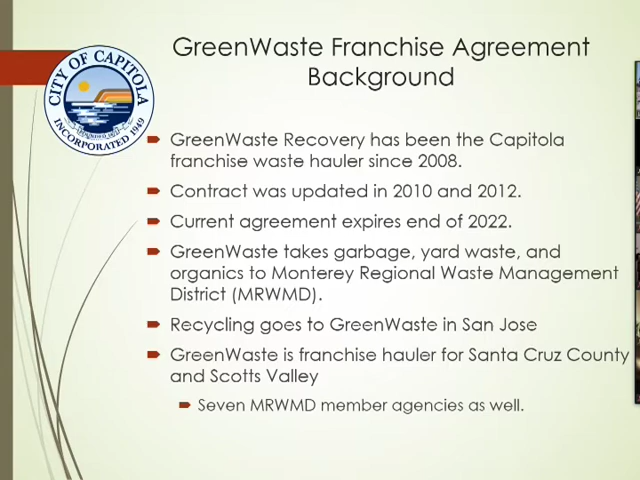 GreenWaste Franchise Agreement
Background
CITY OF CAPITOLA
INCORPORATED 1949
GreenWaste Recovery has been the Capitola
franchise waste hauler since 2008.
Contract was updated in 2010 and 2012.
Current agreement expires end of 2022.
GreenWaste takes garbage, yard waste, and
organics to Monterey Regional Waste Management
District (MRWMD).
Recycling goes to GreenWaste in San Jose
GreenWaste is franchise hauler for Santa Cruz County
and Scotts Valley
Seven MRWMD member agencies as well.